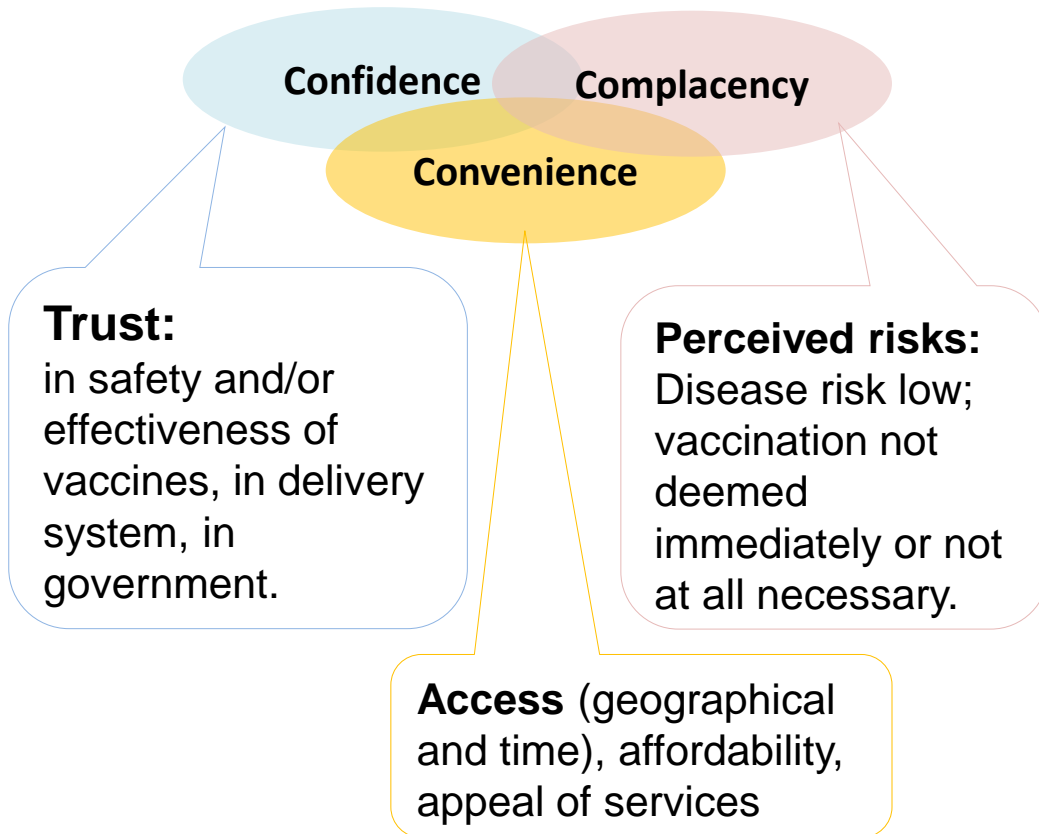 Confidence
Complacency
Convenience
Trust:
in safety and/or
effectiveness of
vaccines, in delivery
system, in
government.
Perceived risks:
Disease risk low;
vaccination not
deemed
immediately or not
at all necessary.
Access (geographical
and time), affordability,
appeal of services